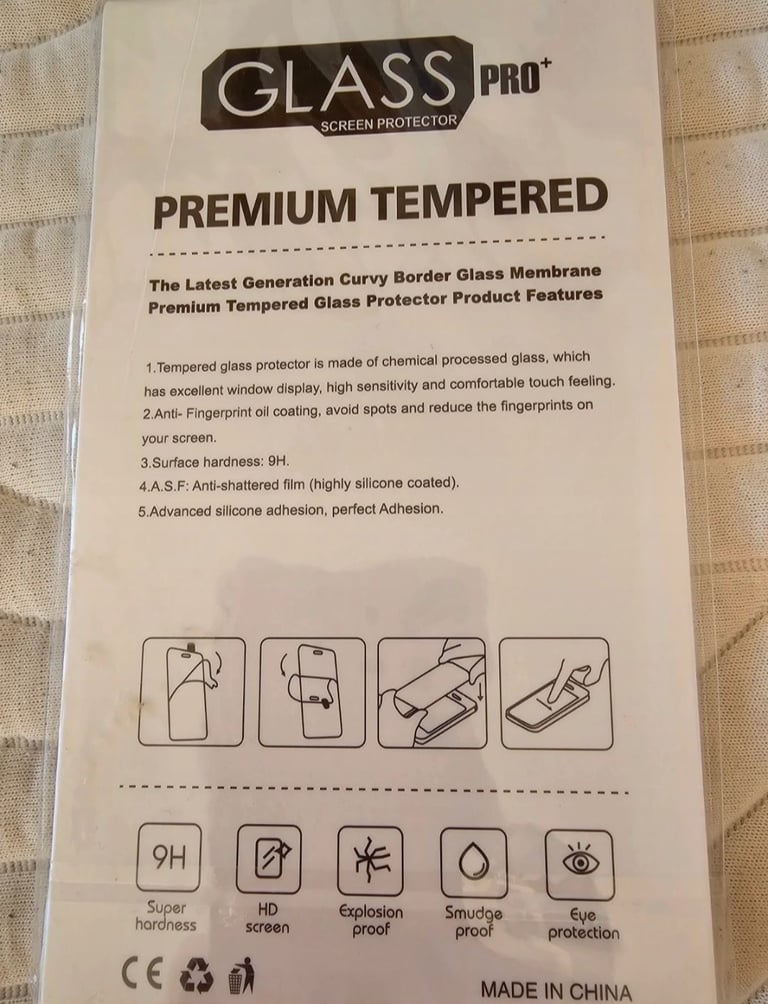 GLASS PRO+
SCREEN PROTECTOR
PREMIUM TEMPERED
The Latest Generation Curvy Border Glass Membrane
Premium Tempered Glass Protector Product Features
1.Tempered glass protector is made of chemical processed glass, which
has excellent window display, high sensitivity and comfortable touch feeling.
2.Anti- Fingerprint oil coating, avoid spots and reduce the fingerprints on
your screen.
3.Surface hardness: 9H.
4.A.S.F: Anti-shattered film (highly silicone coated).
5.Advanced silicone adhesion, perfect Adhesion.
9H
Super
hardness
HD
screen
Explosion
proof
Smudge
proof
Eye
protection
CE
MADE IN CHINA